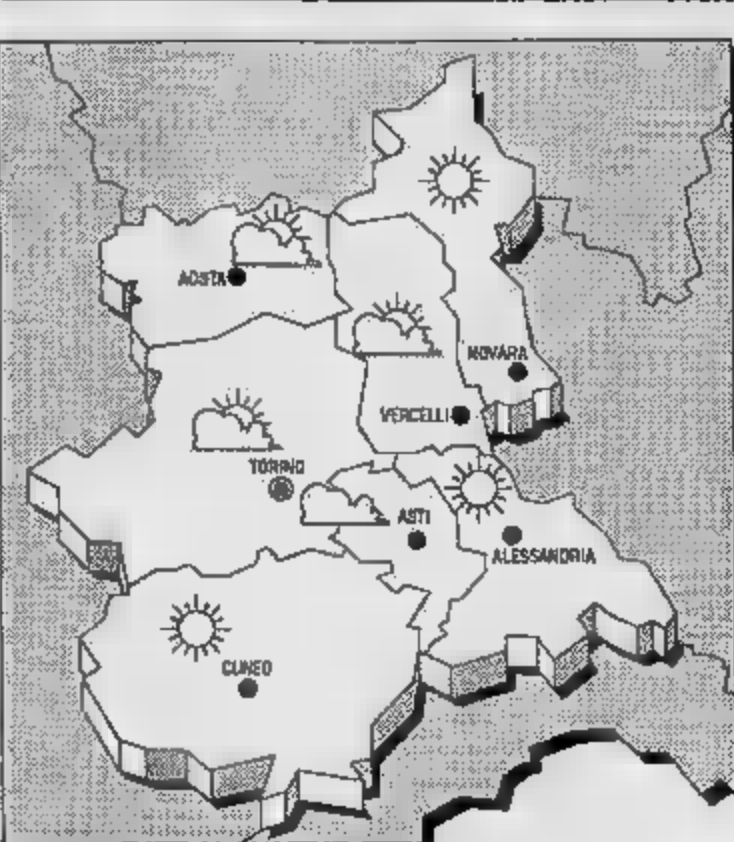 AOSTA
NOVARA
VERCELLI
TORINO
ASTI
ALESSANDRIA
CUNEO